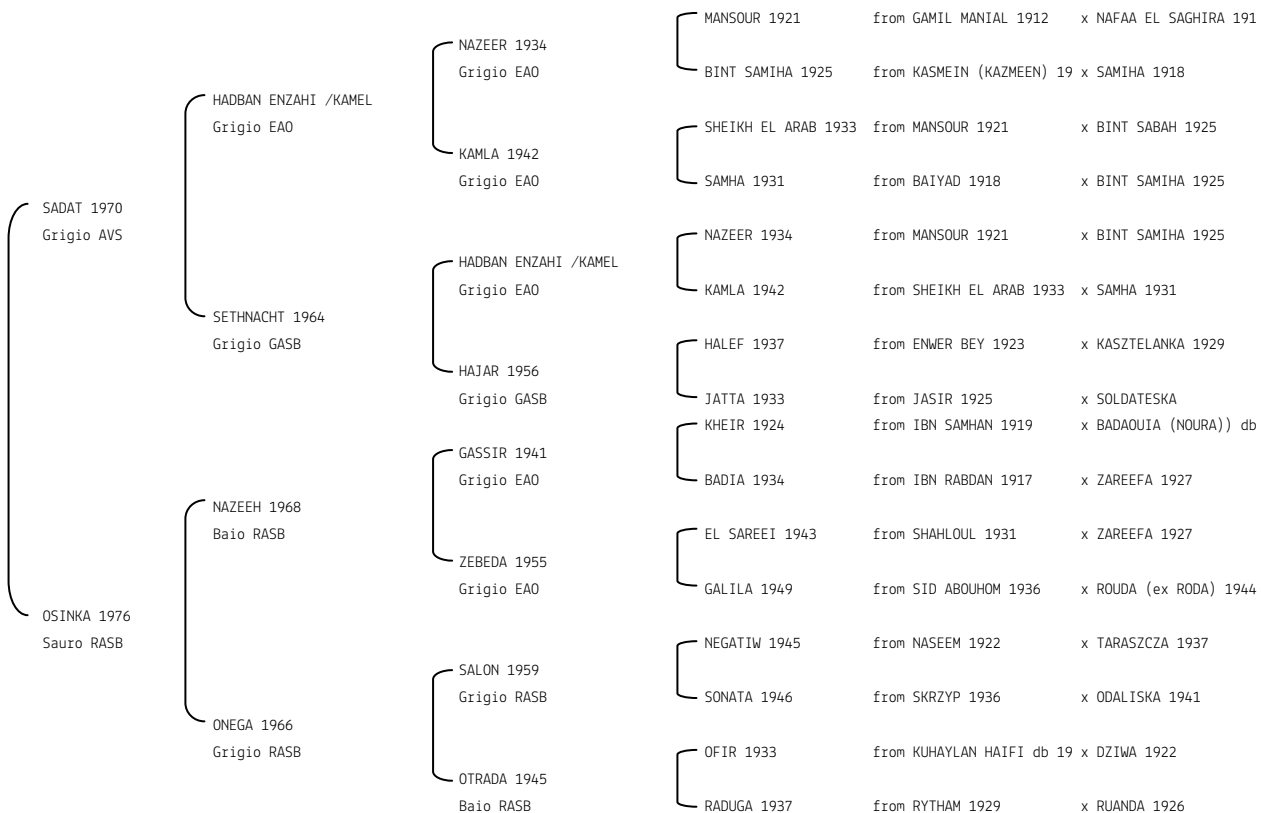 MANSOUR 1921 from GAMIL MANIAL 1912 x NAFAA EL SAGHIRA 191
NAZEER 1934
Grigio EAO BINT SAMIHA 1925 from KASMEIN (KAZMEEN) 19 x SAMIHA 1918
HADBAN ENZAHI /KAMEL
Grigio EAO SHEIKH EL ARAB 1933 from MANSOUR 1921 x BINT SABAH 1925
KAMLA 1942
Grigio EAO SAMHA 1931 from BAIYAD 1918 x BINT SAMIHA 1925
SADAT 1970
Grigio AVS NAZEER 1934 from MANSOUR 1921 x BINT SAMIHA 1925
HADBAN ENZAHI /KAMEL
Grigio EAO KAMLA 1942 from SHEIKH EL ARAB 1933 x SAMHA 1931
SETHNACHT 1964
Grigio GASB HALEF 1937 from ENWER BEY 1923 x KASZTELANKA 1929
HAJAR 1956
Grigio GASB JATTA 1933 from JASIR 1925 x SOLDATESKA
KHEIR 1924 from IBN SAMHAN 1919 x BADAOUIA (NOURA)) db
GASSIR 1941
Grigio EAO BADIA 1934 from IBN RABDAN 1917 x ZAREEFA 1927
NAZEEH 1968
Baio RASB EL SAREEI 1943 from SHAHLOUL 1931 x ZAREEFA 1927
ZEBEDA 1955
Grigio EAO GALILA 1949 from SID ABOUHOM 1936 x ROUDA (ex RODA) 1944
OSINKA 1976
Sauro RASB NEGATIW 1945 from NASEEM 1922 x TARASZCZA 1937
SALON 1959
Grigio RASB SONATA 1946 from SKRZYP 1936 x ODALISKA 1941
ONEGA 1966
Grigio RASB OFIR 1933 from KUHAYLAN HAIFI db 19 x DZIWA 1922
OTRADA 1945
Baio RASB RADUGA 1937 from RYTHAM 1929 x RUANDA 1926